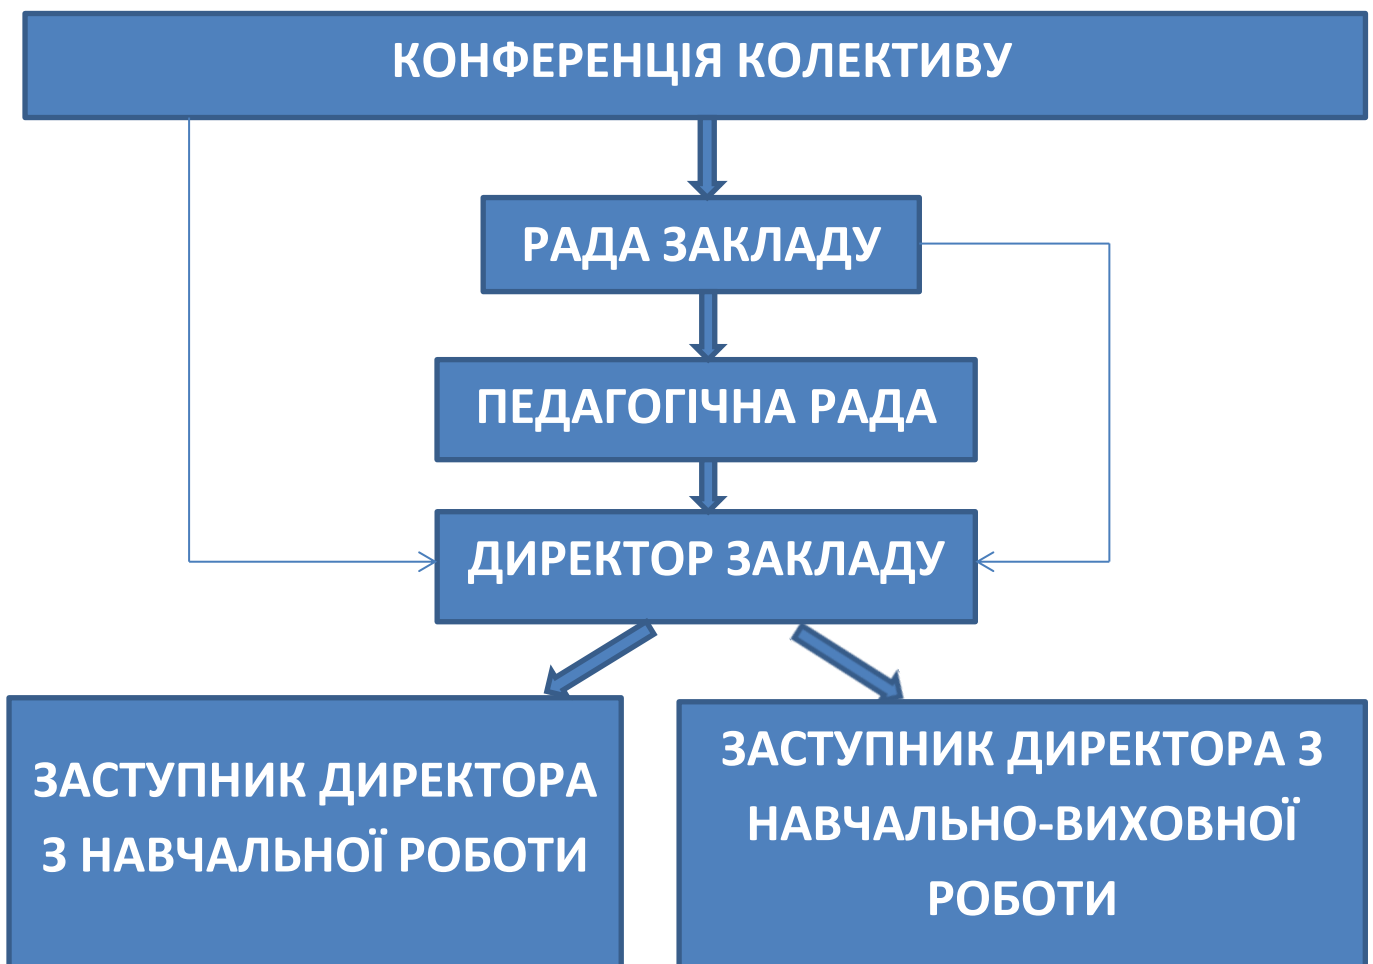 КОНФЕРЕНЦІЯ КОЛЕКТИВУ
РАДА ЗАКЛАДУ
ПЕДАГОГІЧНА РАДА
ДИРЕКТОР ЗАКЛАДУ
ЗАСТУПНИК ДИРЕКТОРА
З НАВЧАЛЬНОЇ РОБОТИ
ЗАСТУПНИК ДИРЕКТОРА З
НАВЧАЛЬНО-ВИХОВНОЇ
РОБОТИ